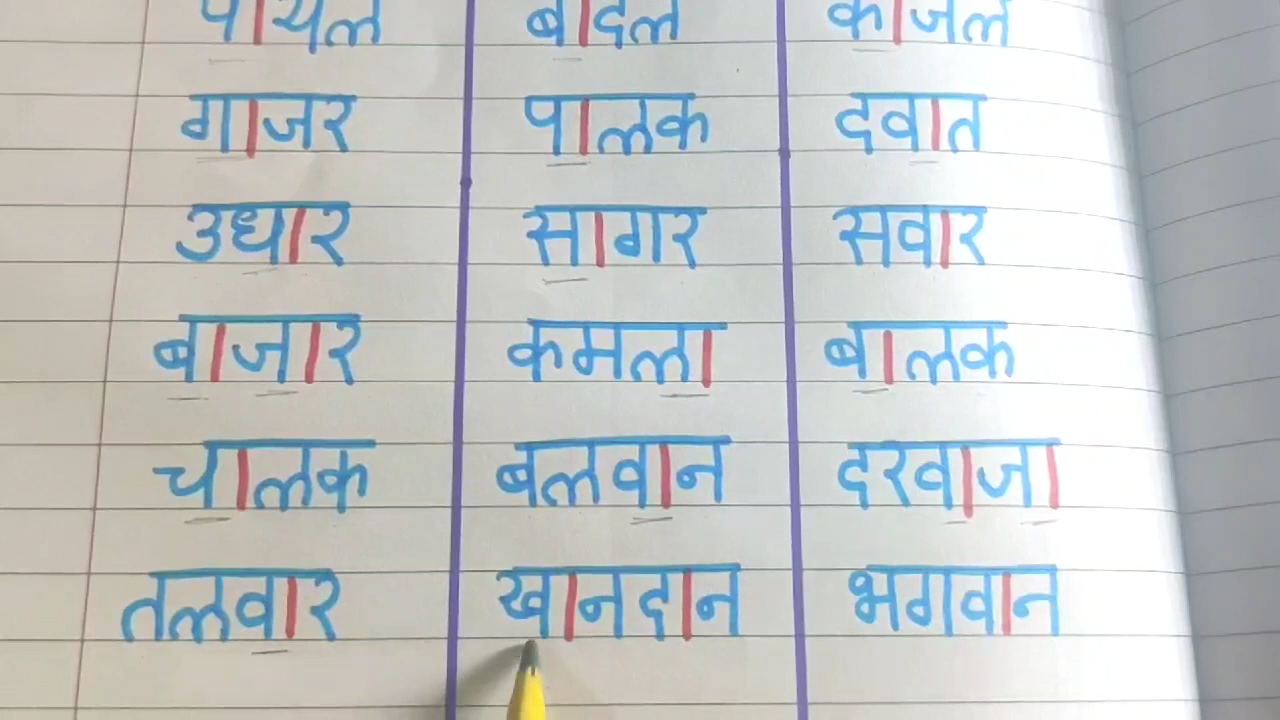 पायल बादल काजल
गाजर पालक दवात
उधार सागर सवार
बाजार कमला बालक
चालक बलवान दरवाजा
तलवार खानदान भगवान